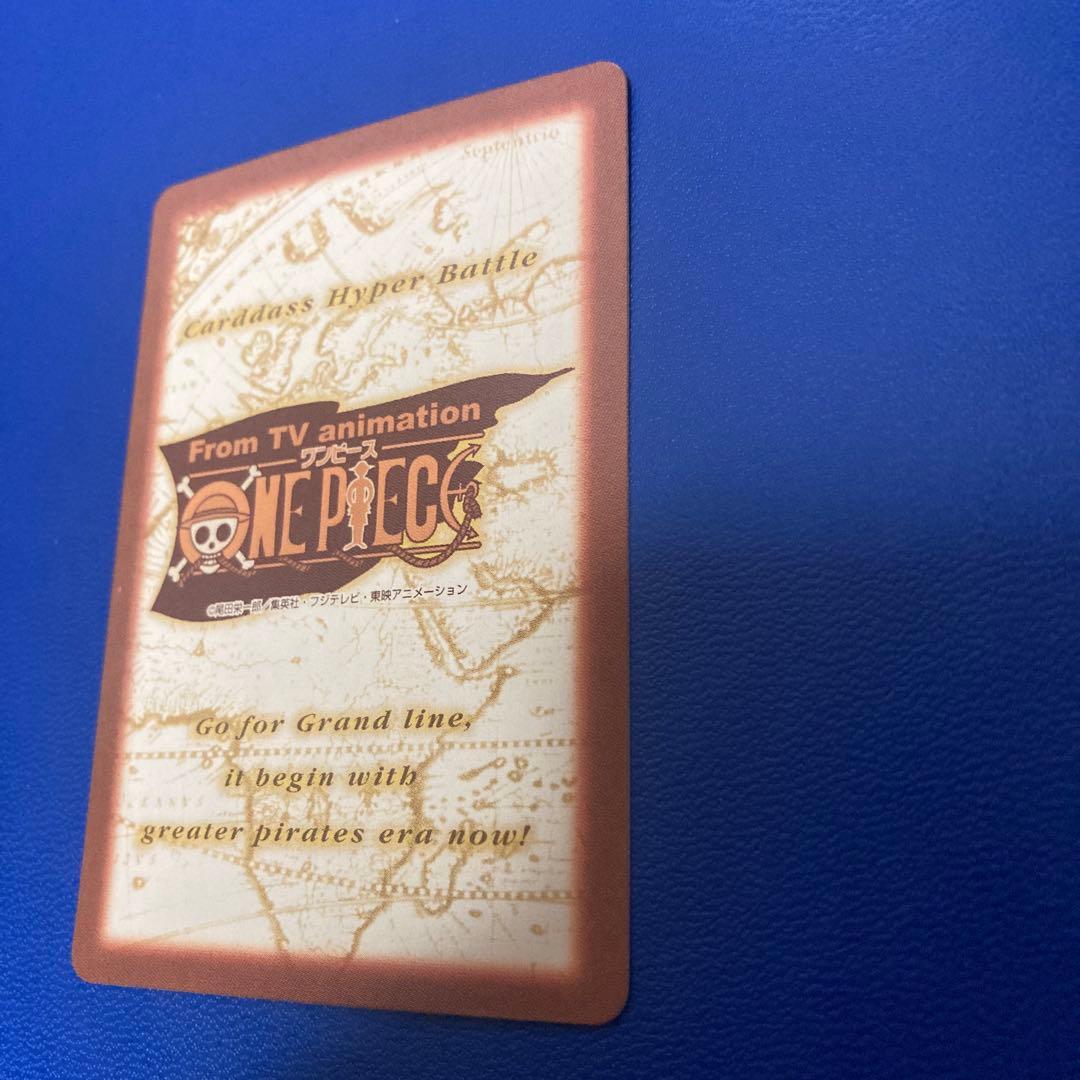 Septentrio
Carddass Hyper Battle
From TV animation
ワンピース
ONE PIECE
©尾田栄一郎／集英社・フジテレビ・東映アニメーション
Go for Grand line,
it begin with
greater pirates era now!